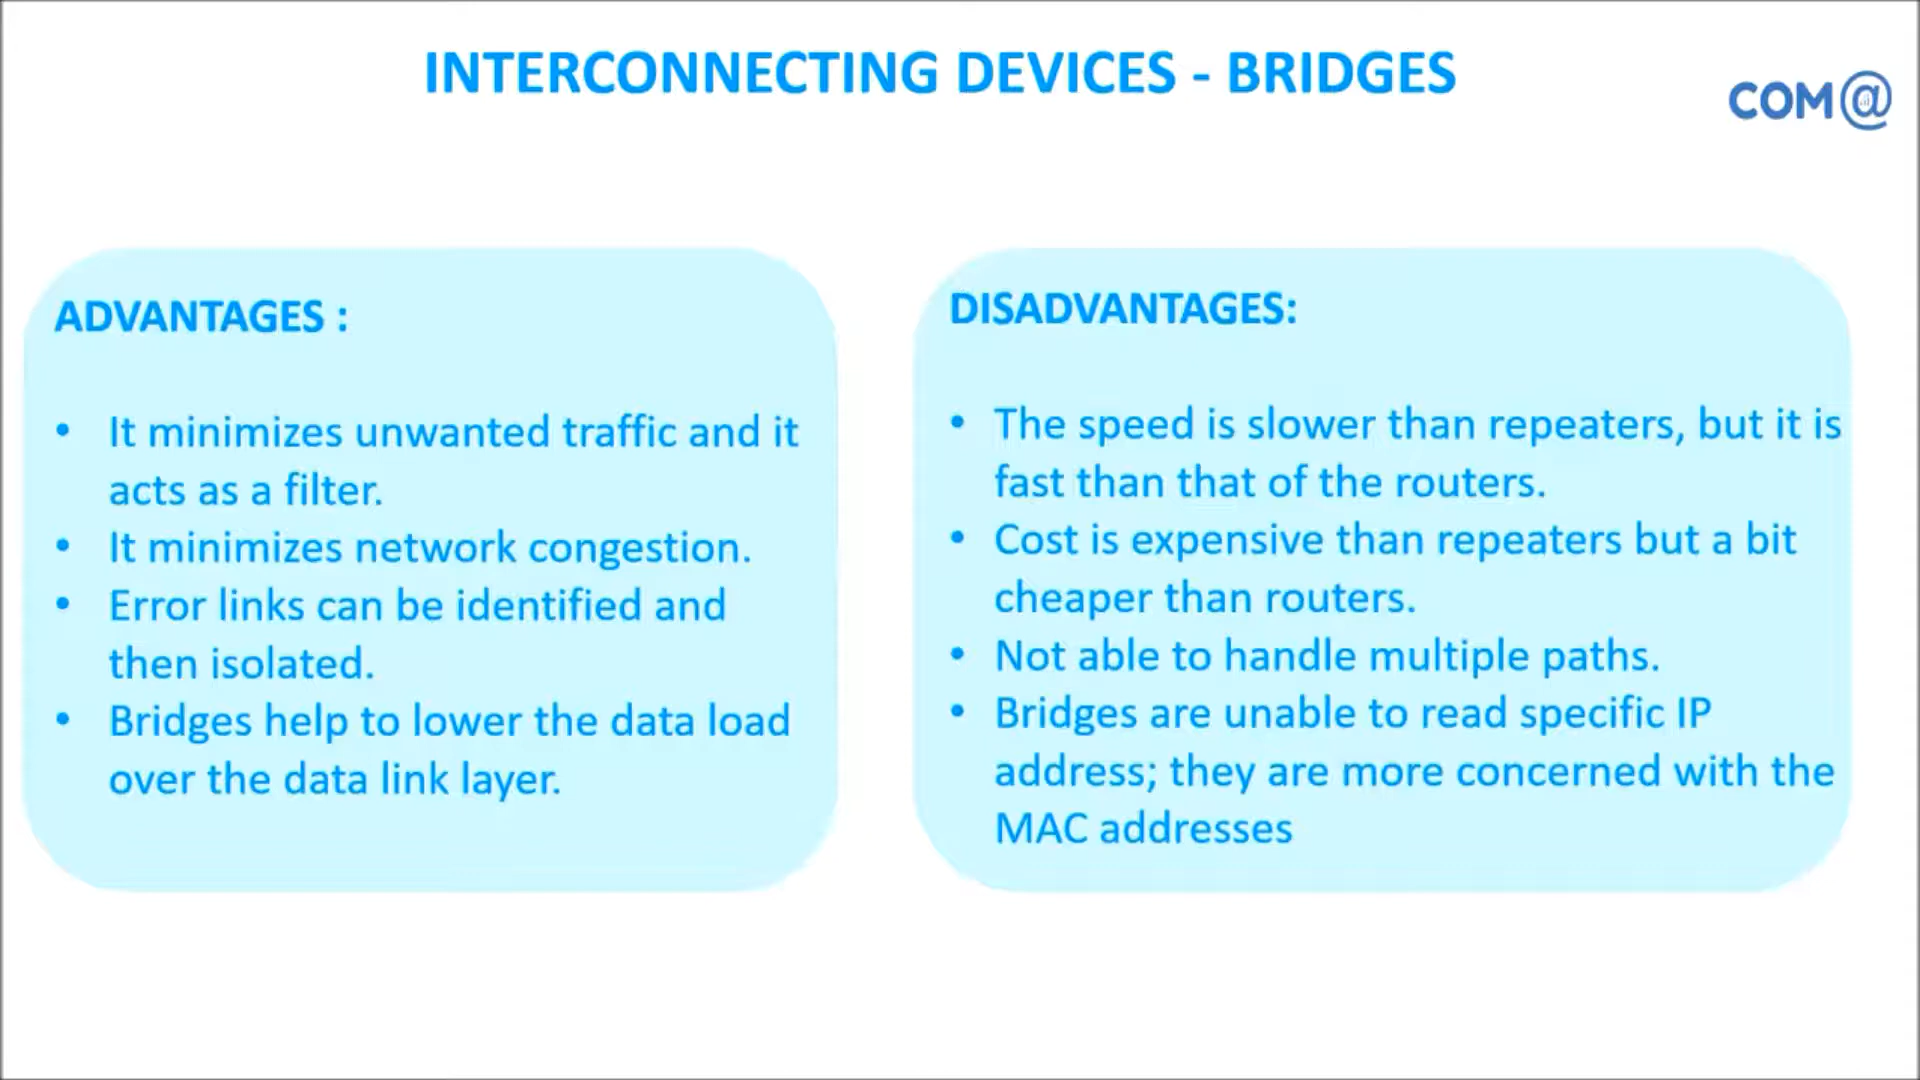 INTERCONNECTING DEVICES - BRIDGES
COM@
ADVANTAGES :
• It minimizes unwanted traffic and it
acts as a filter.
• It minimizes network congestion.
• Error links can be identified and
then isolated.
• Bridges help to lower the data load
over the data link layer.
DISADVANTAGES:
• The speed is slower than repeaters, but it is
fast than that of the routers.
• Cost is expensive than repeaters but a bit
cheaper than routers.
• Not able to handle multiple paths.
• Bridges are unable to read specific IP
address; they are more concerned with the
MAC addresses